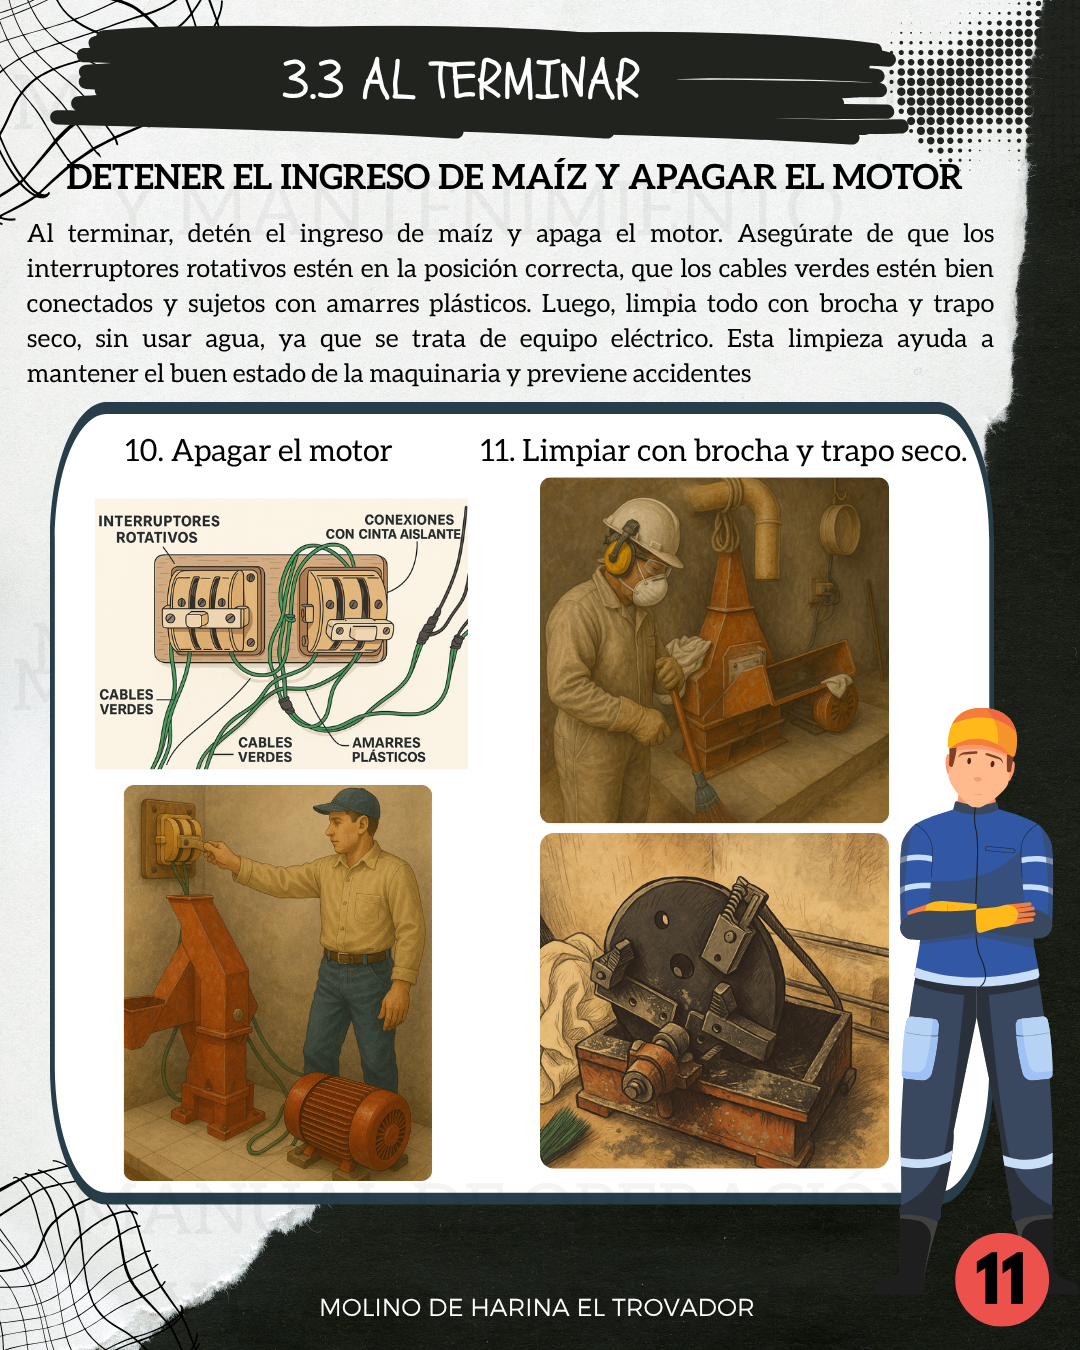 3.3 AL TERMINAR
DETENER EL INGRESO DE MAÍZ Y APAGAR EL MOTOR
Y MANTENIMIENTO
Al terminar, detén el ingreso de maíz y apaga el motor. Asegúrate de que los
interruptores rotativos estén en la posición correcta, que los cables verdes estén bien
conectados y sujetos con amarres plásticos. Luego, limpia todo con brocha y trapo
seco, sin usar agua, ya que se trata de equipo eléctrico. Esta limpieza ayuda a
mantener el buen estado de la maquinaria y previene accidentes
10. Apagar el motor
INTERRUPTORES
ROTATIVOS
CONEXIONES
CON CINTA AISLANTE
CABLES
VERDES
CABLES
VERDES
AMARRES
PLÁSTICOS
11. Limpiar con brocha y trapo seco.
MANUAL DE OPERACIÓN
MOLINO DE HARINA EL TROVADOR
11